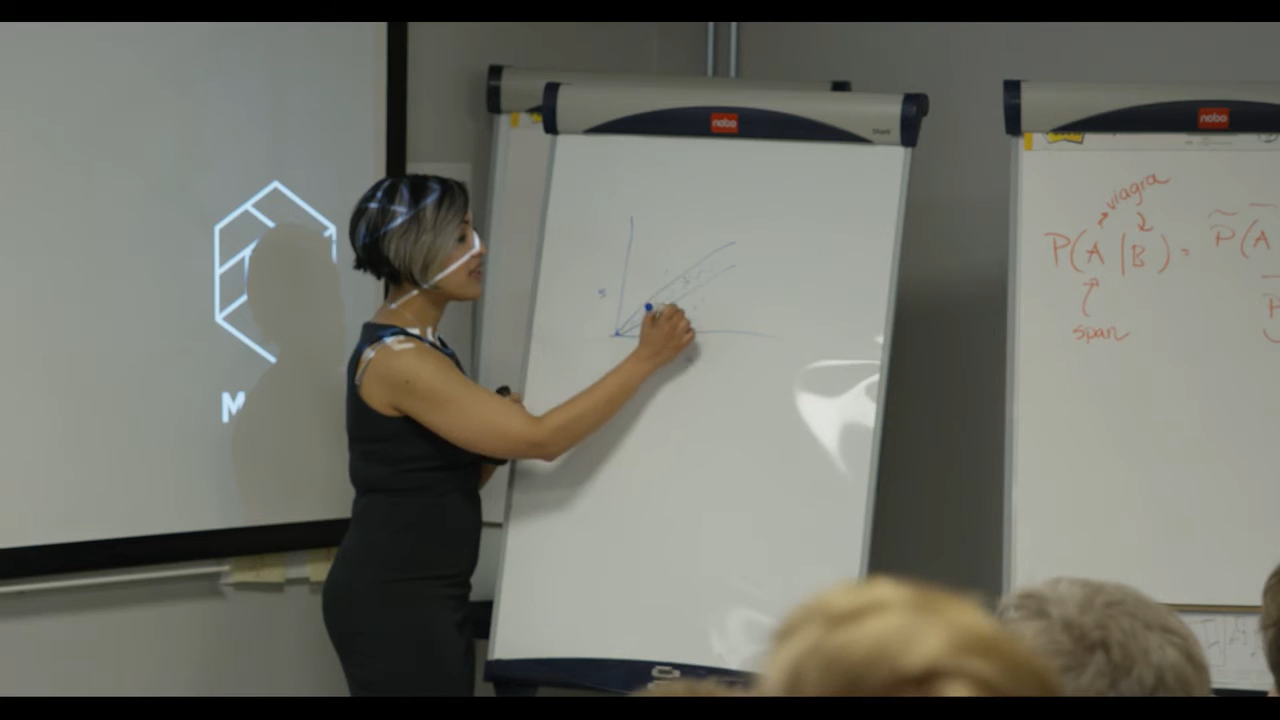 nobo
nobo
viagra
P(A|B) = P̃(A
span
M
s